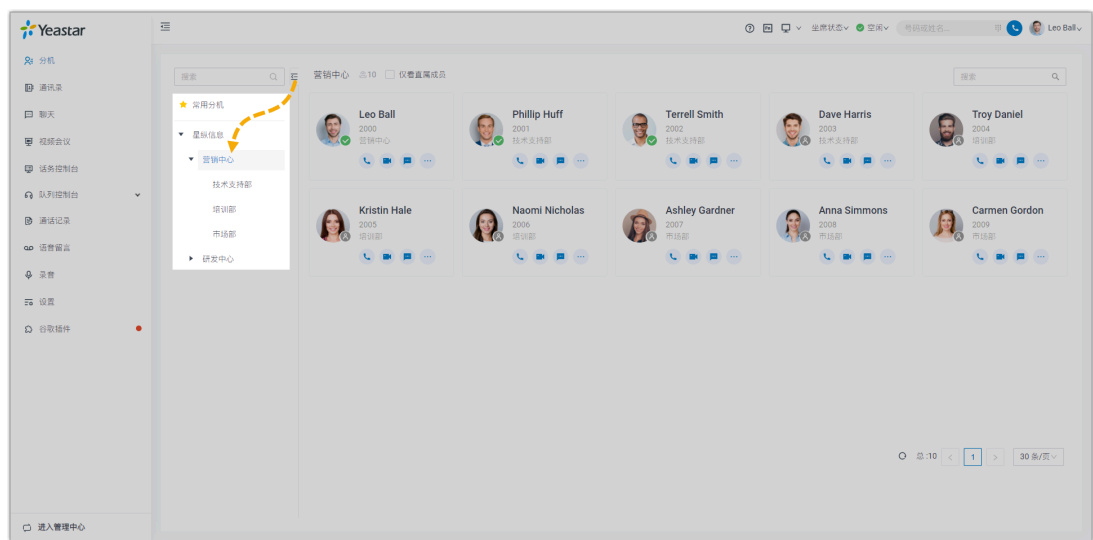 Yeastar
坐席状态
空闲
号码或姓名...
Leo Ball
分机
通讯录
聊天
视频会议
话务控制台
队列控制台
通话记录
语音留言
录音
设置
谷歌插件
进入管理中心
搜索
常用分机
星纵信息
营销中心
技术支持部
培训部
市场部
研发中心
营销中心 10 仅看直属成员
搜索
Leo Ball
2000
营销中心
Phillip Huff
2001
技术支持部
Terrell Smith
2002
技术支持部
Dave Harris
2003
技术支持部
Troy Daniel
2004
培训部
Kristin Hale
2005
培训部
Naomi Nicholas
2006
培训部
Ashley Gardner
2007
市场部
Anna Simmons
2008
市场部
Carmen Gordon
2009
市场部
总:10 < 1 > 30 条/页